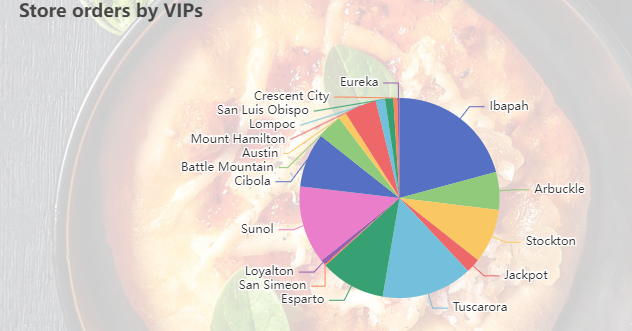 Store orders by VIPs
Eureka
Crescent City
San Luis Obispo
Lompoc
Mount Hamilton
Austin
Battle Mountain
Cibola
Sunol
Loyalton
San Simeon
Esparto
Ibapah
Arbuckle
Stockton
Jackpot
Tuscarora